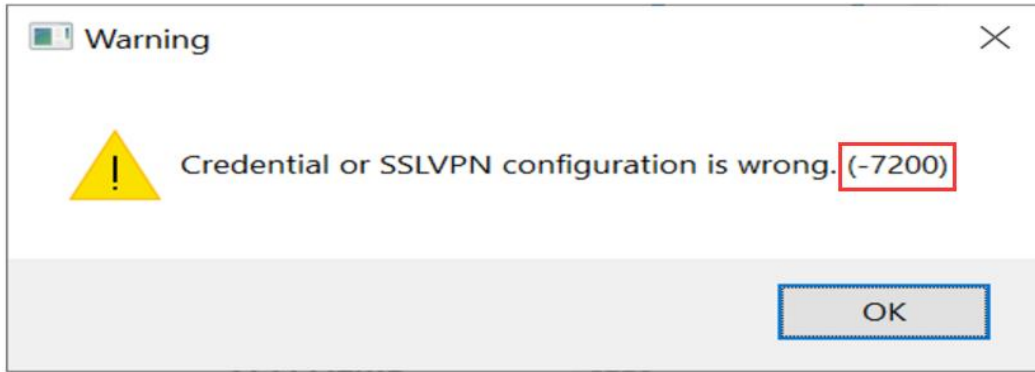 Warning
Credential or SSLVPN configuration is wrong. (-7200)
OK